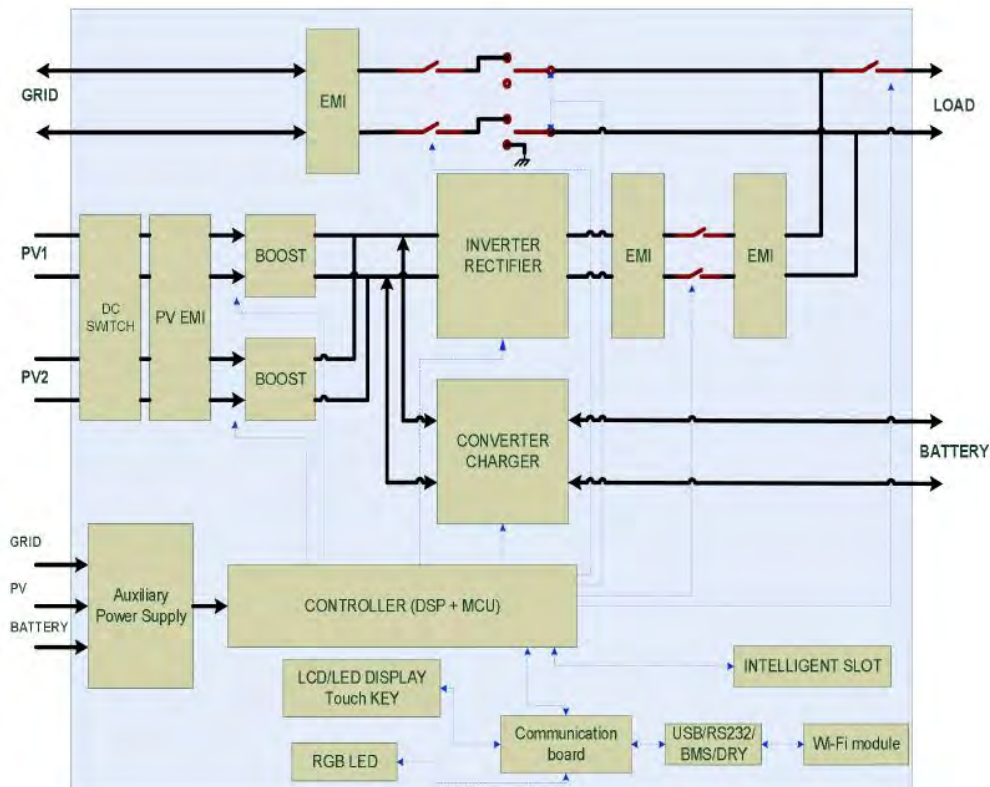 GRID
EMI
LOAD
PV1
PV2
DC
SWITCH
PV EMI
BOOST
BOOST
INVERTER
RECTIFIER
EMI
EMI
CONVERTER
CHARGER
BATTERY
GRID
PV
BATTERY
Auxiliary
Power Supply
CONTROLLER (DSP + MCU)
LCD/LED DISPLAY
Touch KEY
INTELLIGENT SLOT
RGB LED
Communication
board
USB/RS232/
BMS/DRY
Wi-Fi module